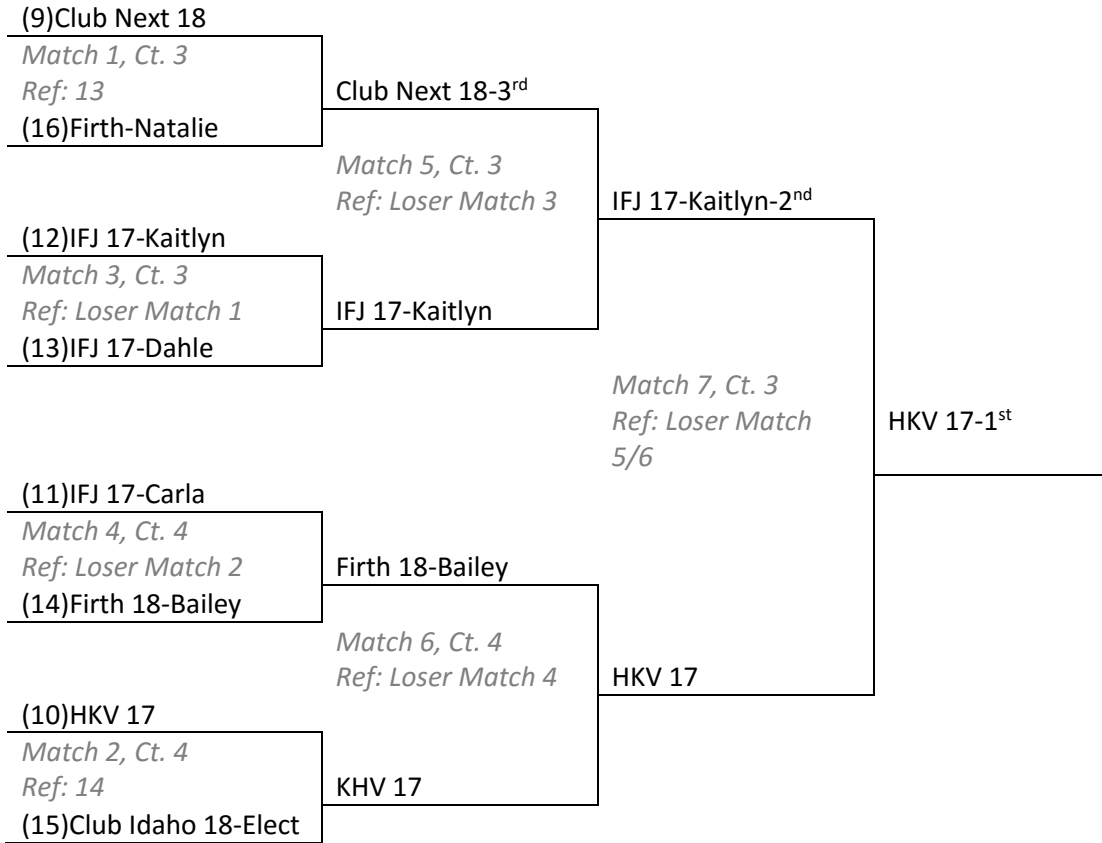 (9)Club Next 18
Match 1, Ct. 3
Ref: 13
(16)Firth-Natalie
Club Next 18-3rd
Match 5, Ct. 3
Ref: Loser Match 3
(12)IFJ 17-Kaitlyn
Match 3, Ct. 3
Ref: Loser Match 1
(13)IFJ 17-Dahle
IFJ 17-Kaitlyn
IFJ 17-Kaitlyn-2nd
Match 7, Ct. 3
Ref: Loser Match
5/6
HKV 17-1st
(11)IFJ 17-Carla
Match 4, Ct. 4
Ref: Loser Match 2
(14)Firth 18-Bailey
Firth 18-Bailey
Match 6, Ct. 4
Ref: Loser Match 4
HKV 17
(10)HKV 17
Match 2, Ct. 4
Ref: 14
(15)Club Idaho 18-Elect
KHV 17